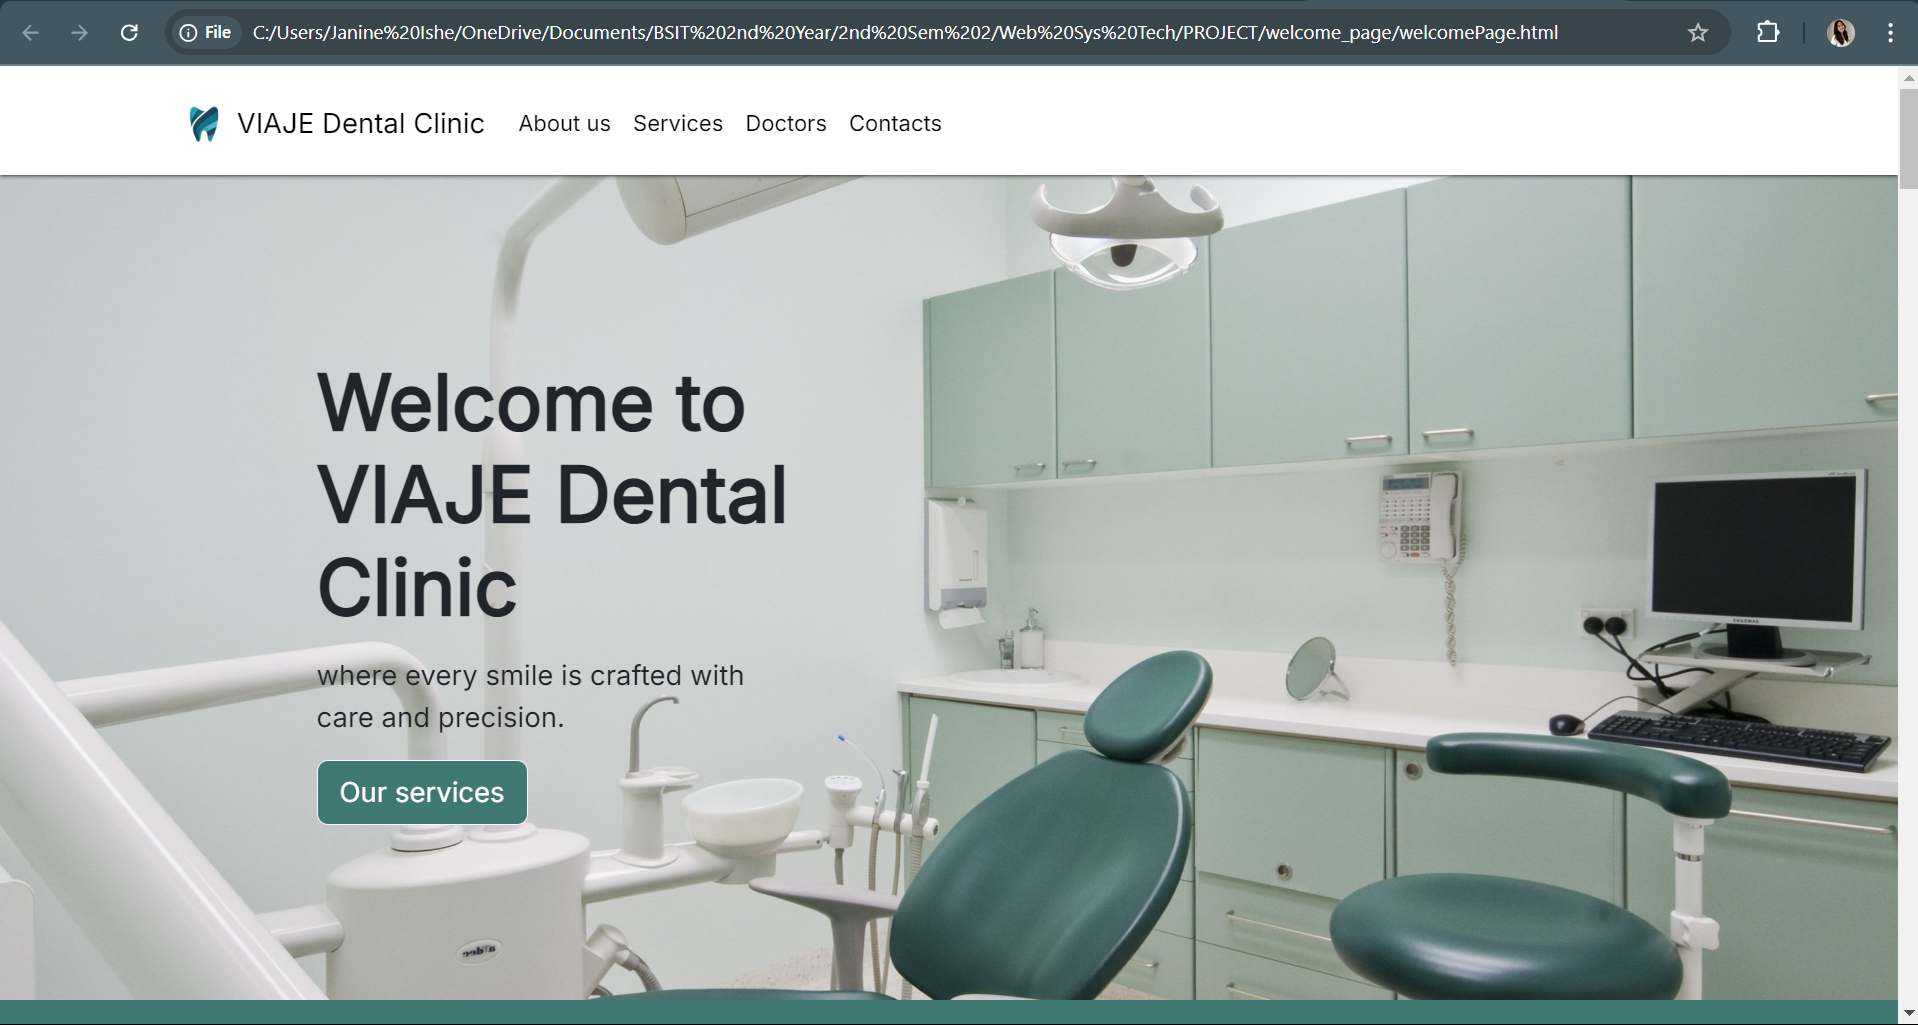 File C:/Users/Janine%20Ishe/OneDrive/Documents/BSIT%202nd%20Year/2nd%20Sem%202/Web%20Sys%20Tech/PROJECT/welcome_page/welcomePage.html
VIAJE Dental Clinic About us Services Doctors Contacts
Welcome to
VIAJE Dental
Clinic
where every smile is crafted with
care and precision.
Our services